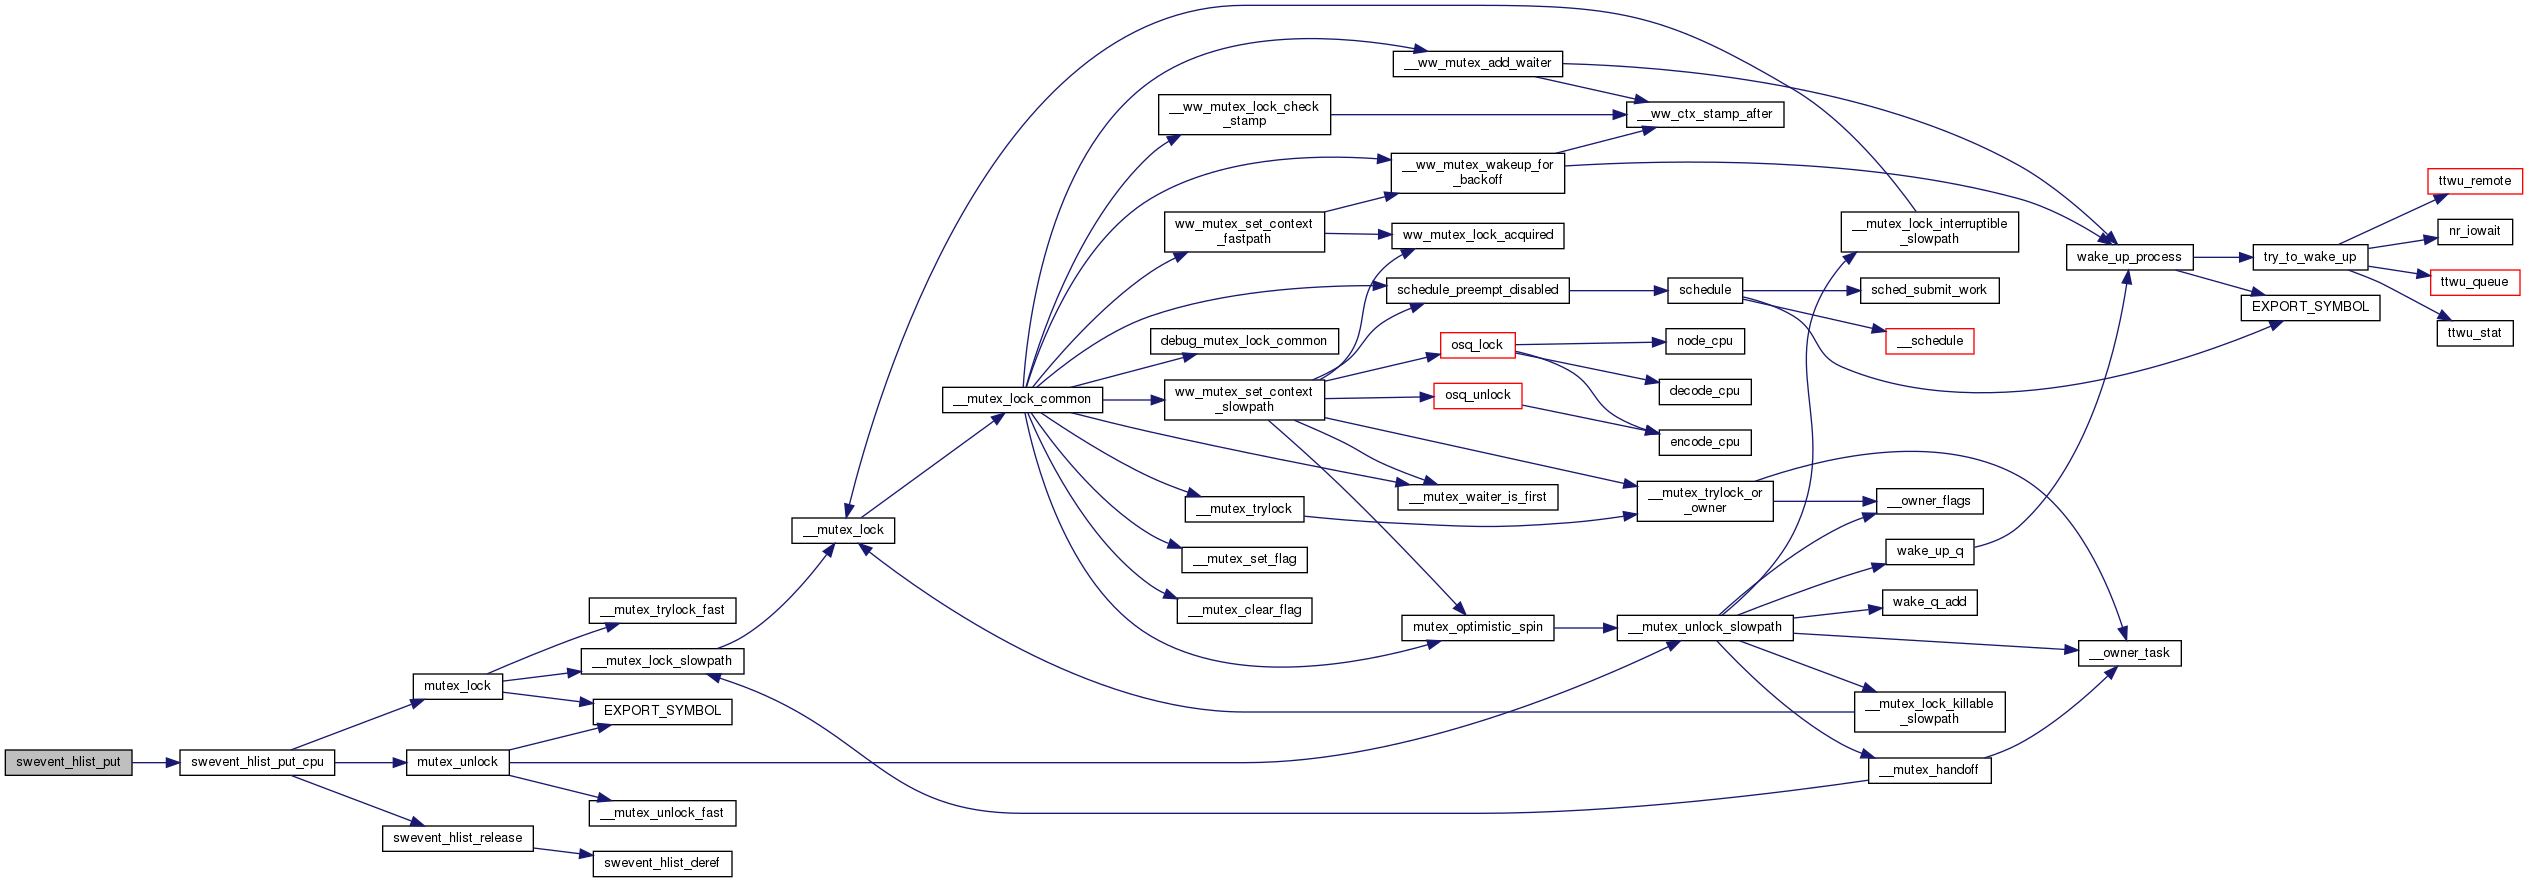 swevent_hlist_put
swevent_hlist_put_cpu
mutex_lock
mutex_unlock
swevent_hlist_release
__mutex_trylock_fast
__mutex_lock_slowpath
EXPORT_SYMBOL
__mutex_unlock_fast
swevent_hlist_deref
__mutex_lock
__mutex_lock_common
__ww_mutex_lock_check
_stamp
ww_mutex_set_context
_fastpath
debug_mutex_lock_common
ww_mutex_set_context
_slowpath
__mutex_trylock
__mutex_set_flag
__mutex_clear_flag
__ww_mutex_add_waiter
__ww_mutex_wakeup_for
_backoff
ww_mutex_lock_acquired
schedule_preempt_disabled
osq_lock
osq_unlock
__mutex_waiter_is_first
mutex_optimistic_spin
__ww_ctx_stamp_after
schedule
node_cpu
decode_cpu
encode_cpu
__mutex_trylock_or
_owner
__mutex_unlock_slowpath
__mutex_lock_interruptible
_slowpath
sched_submit_work
__schedule
__owner_flags
wake_up_q
wake_q_add
__mutex_lock_killable
_slowpath
__mutex_handoff
wake_up_process
__owner_task
try_to_wake_up
EXPORT_SYMBOL
ttwu_remote
nr_iowait
ttwu_queue
ttwu_stat